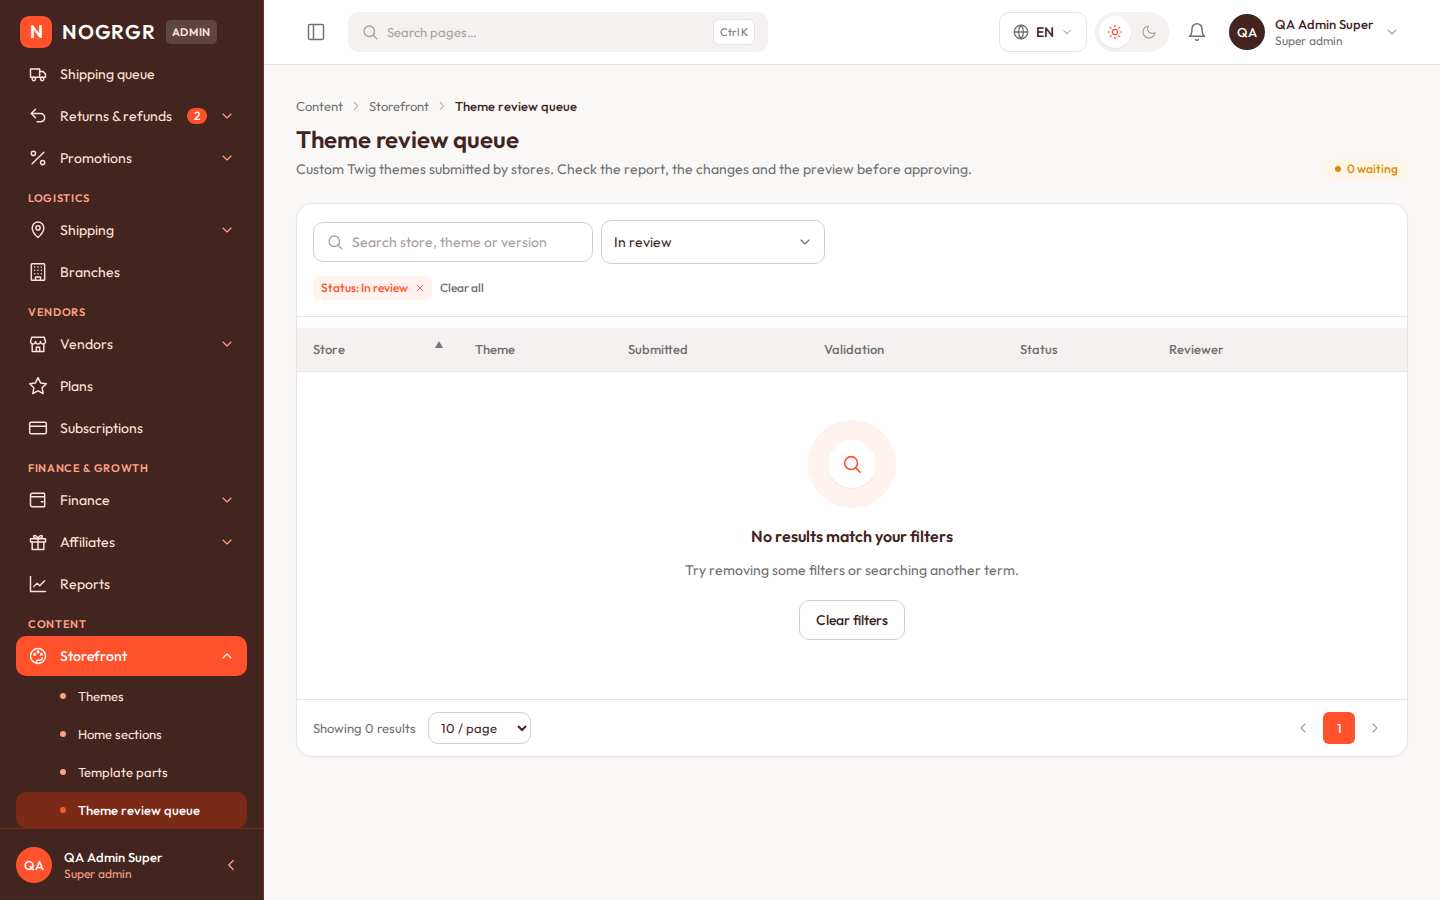 N NOGRGR ADMIN
Shipping queue
Returns & refunds 2
Promotions
LOGISTICS
Shipping
Branches
VENDORS
Vendors
Plans
Subscriptions
FINANCE & GROWTH
Finance
Affiliates
Reports
CONTENT
Storefront
Themes
Home sections
Template parts
Theme review queue
QA QA Admin Super
Super admin
Search pages... Ctrl K
EN
QA QA Admin Super
Super admin
Content Storefront Theme review queue
Theme review queue
Custom Twig themes submitted by stores. Check the report, the changes and the preview before approving.
0 waiting
Search store, theme or version
In review
Status: In review Clear all
Store Theme Submitted Validation Status Reviewer
No results match your filters
Try removing some filters or searching another term.
Clear filters
Showing 0 results 10 / page 1